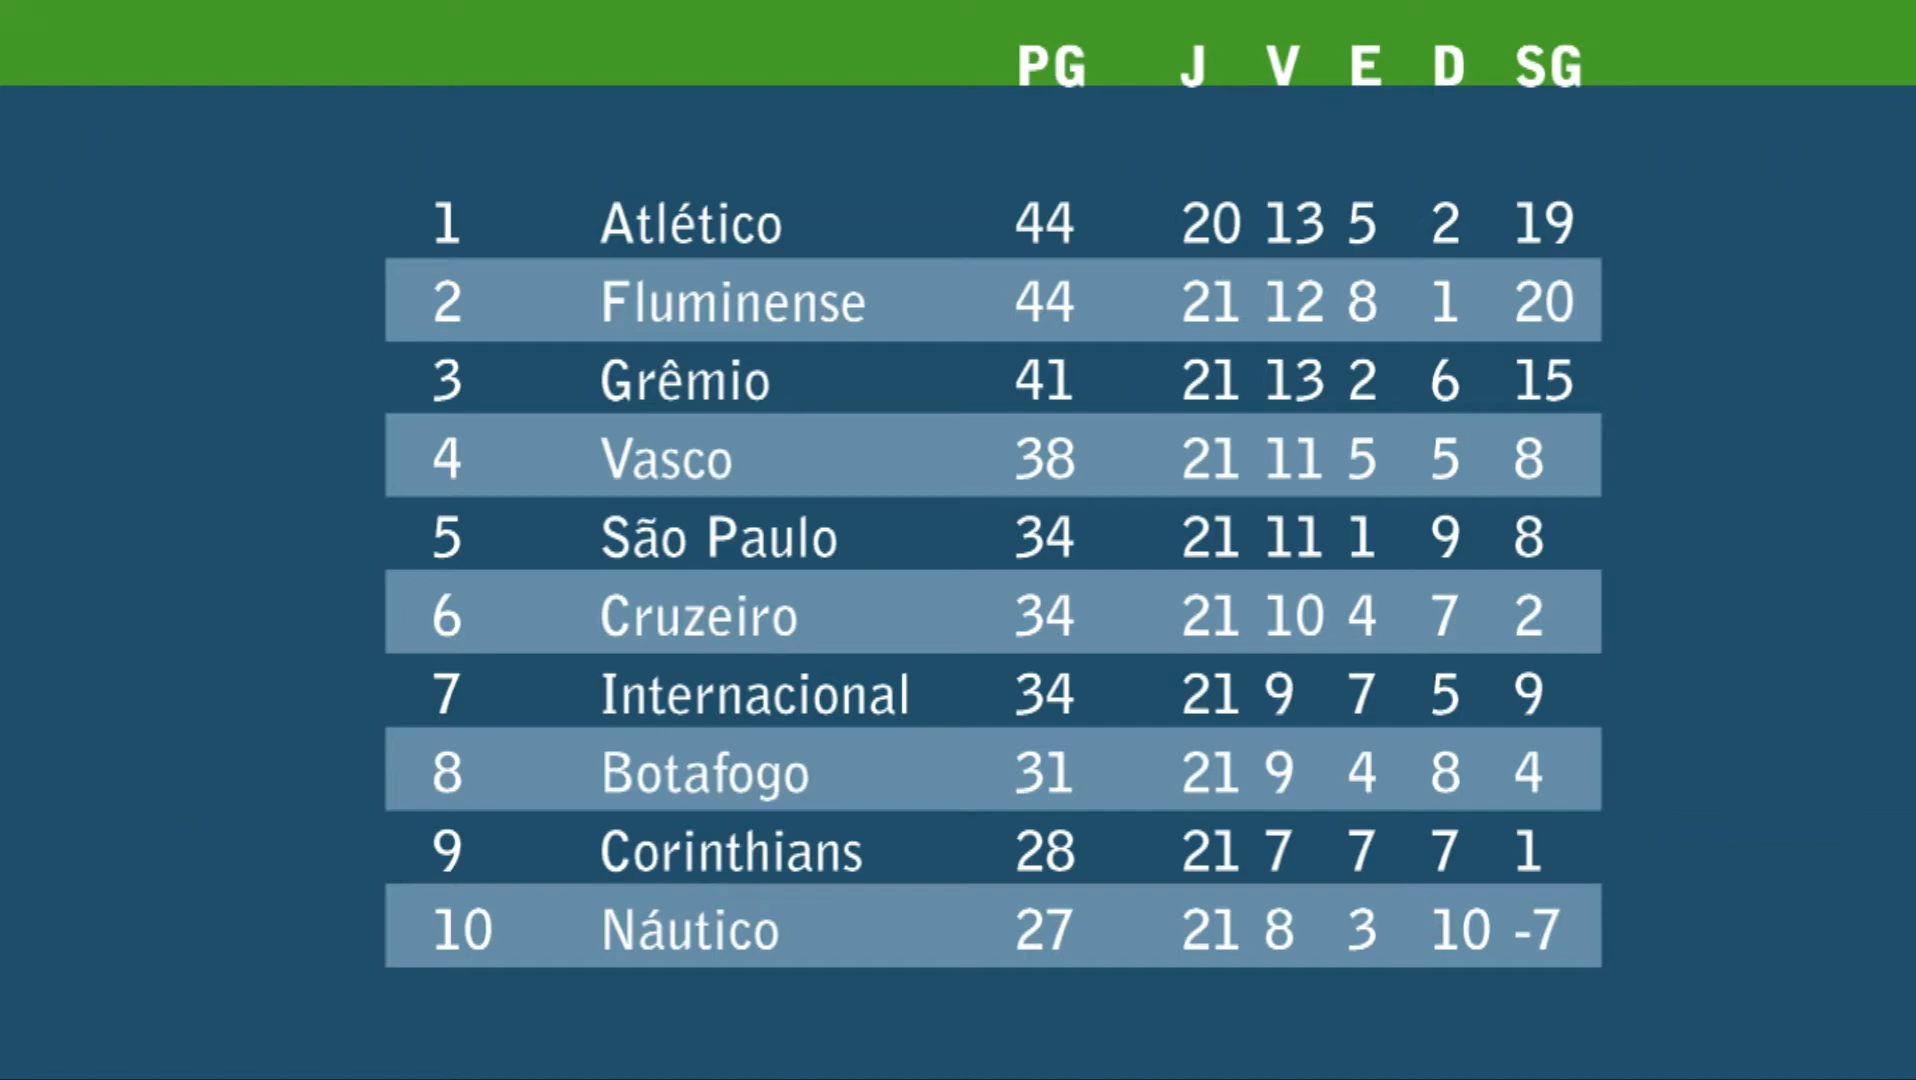 PG J V E D SG
1 Atlético 44 20 13 5 2 19
2 Fluminense 44 21 12 8 1 20
3 Grêmio 41 21 13 2 6 15
4 Vasco 38 21 11 5 5 8
5 São Paulo 34 21 11 1 9 8
6 Cruzeiro 34 21 10 4 7 2
7 Internacional 34 21 9 7 5 9
8 Botafogo 31 21 9 4 8 4
9 Corinthians 28 21 7 7 7 1
10 Náutico 27 21 8 3 10 -7